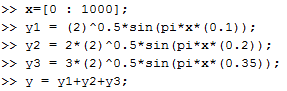 >> x=[0 : 1000];
>> y1 = (2)^0.5*sin(pi*x*(0.1));
>> y2 = 2*(2)^0.5*sin(pi*x*(0.2));
>> y3 = 3*(2)^0.5*sin(pi*x*(0.35));
>> y = y1+y2+y3;